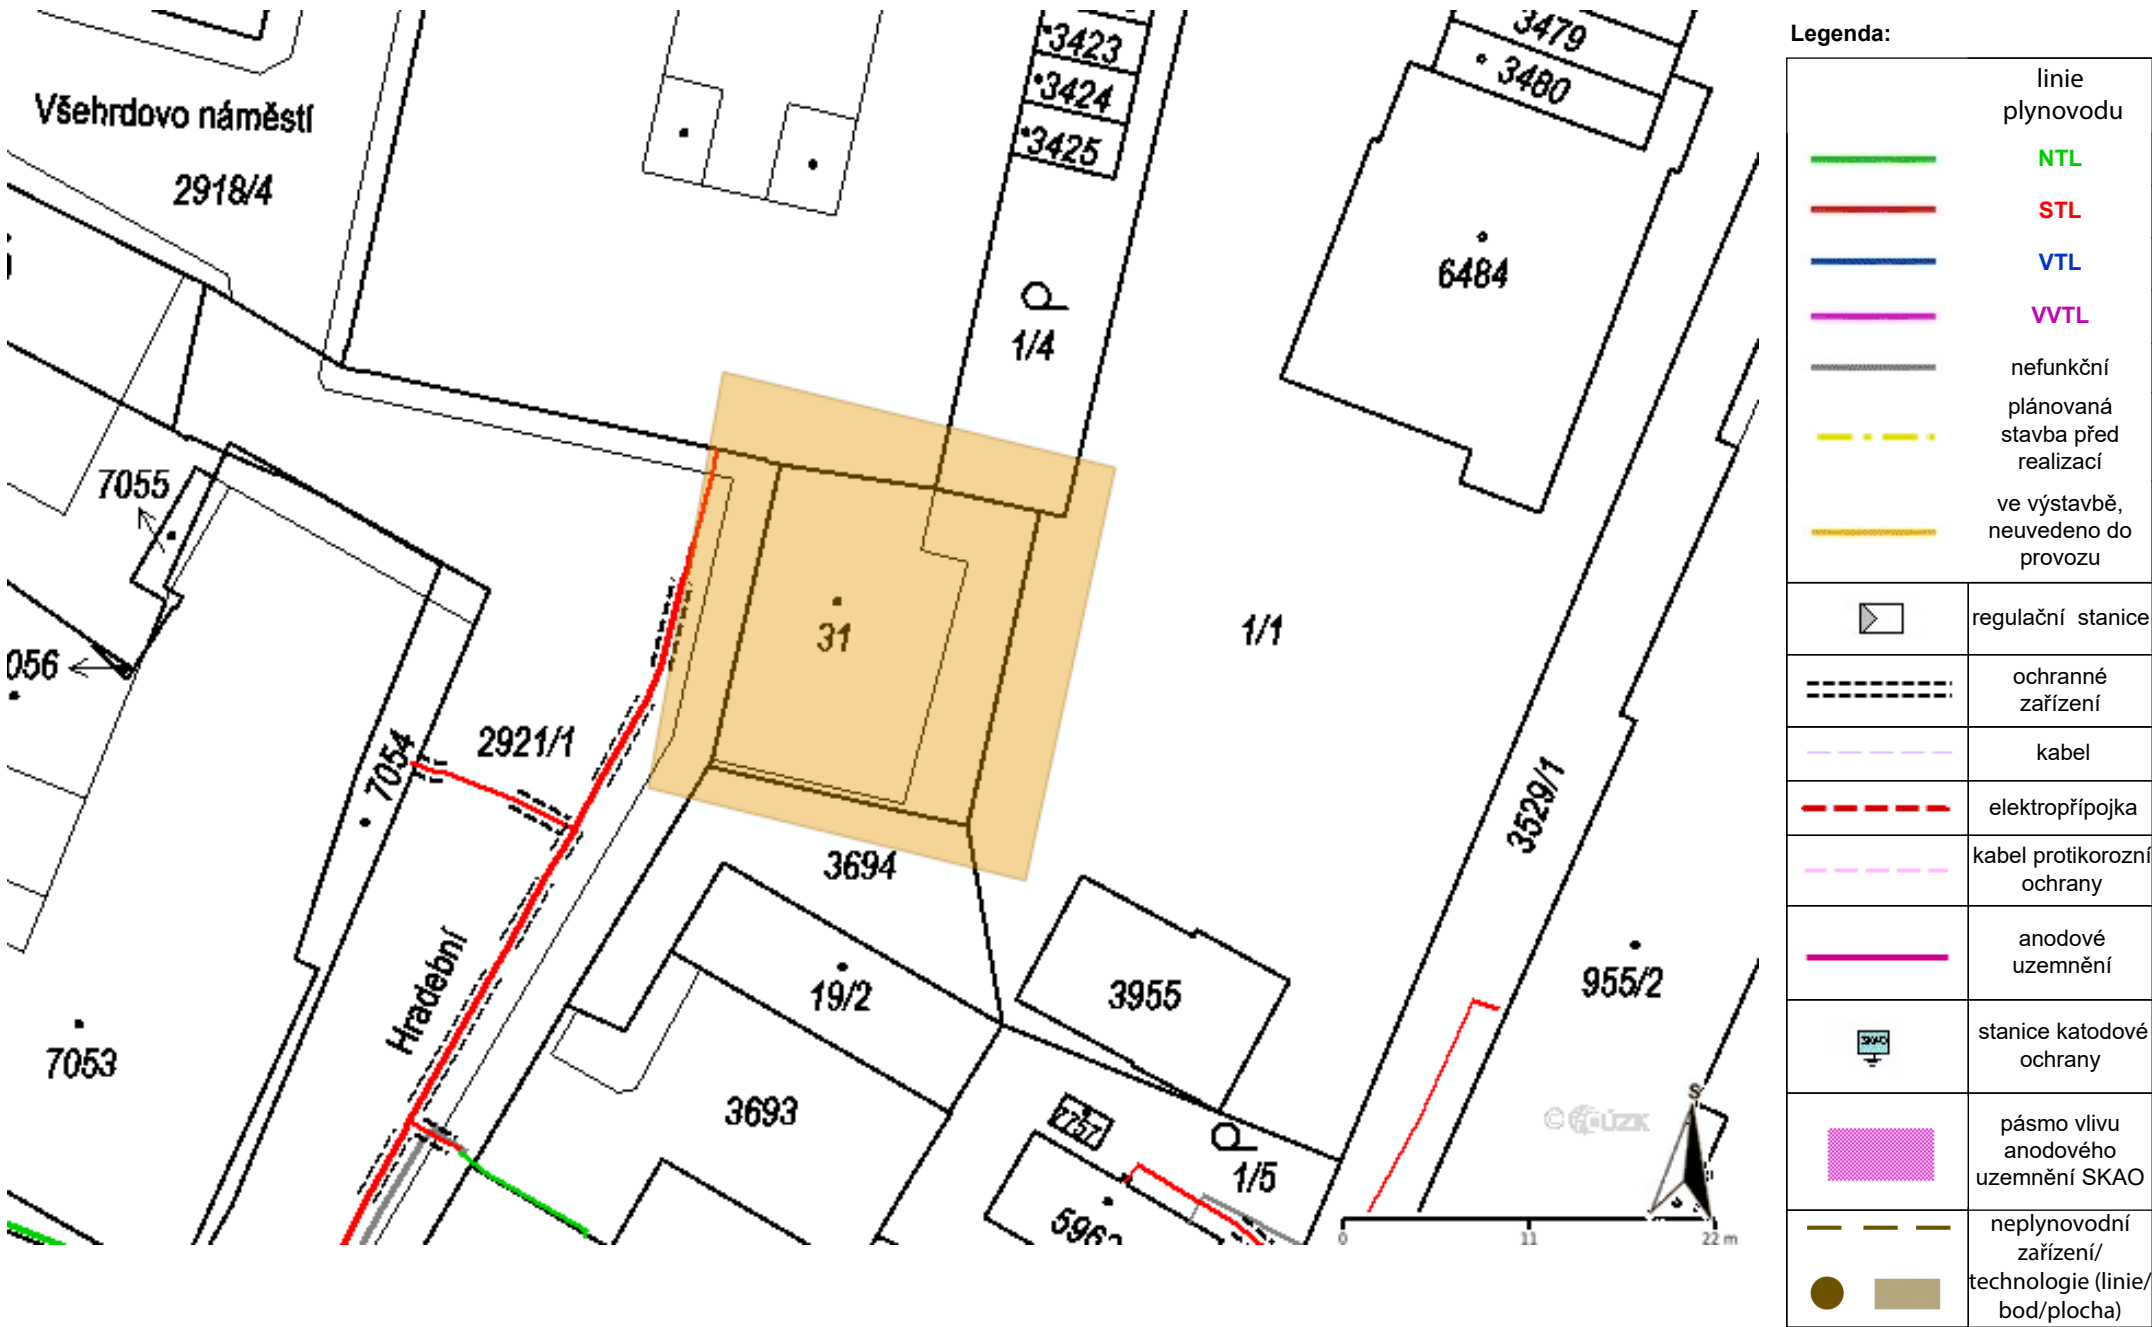 Všehrdovo náměstí
2918/4
3423
3424
3425
3479
3480
6484
1/4
7055
31
1/1
056
2921/1
7054
3694
3529/1
Hradební
19/2
3955
955/2
7053
3693
7757
1/5
5963
© ČÚZK
S
0 11 22 m
Legenda:
linie
plynovodu
NTL
STL
VTL
VVTL
nefunkční
plánovaná
stavba před
realizací
ve výstavbě,
neuvedeno do
provozu
regulační stanice
ochranné
zařízení
kabel
elektropřípojka
kabel protikorozní
ochrany
anodové
uzemnění
SKAO
stanice katodové
ochrany
pásmo vlivu
anodového
uzemnění SKAO
neplynovodní
zařízení/
technologie (linie/
bod/plocha)